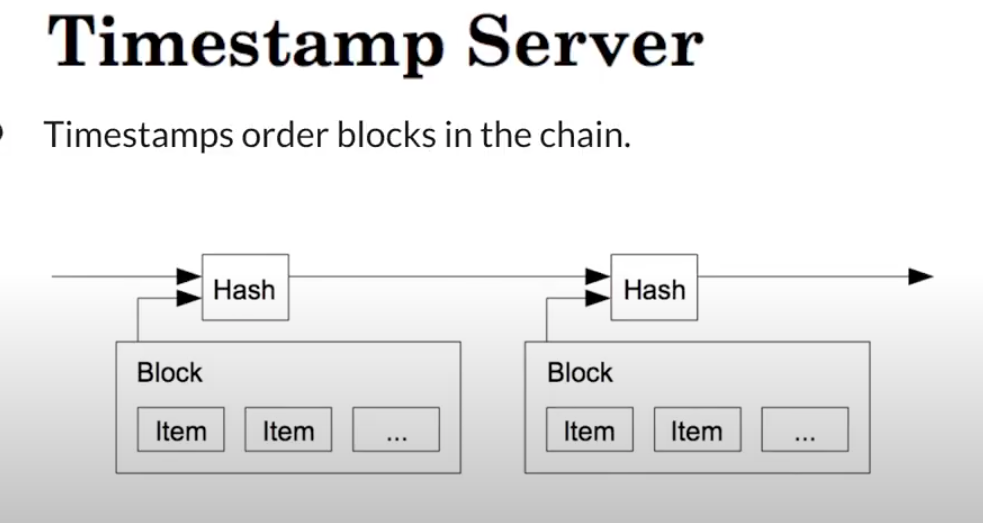 Timestamp Server
Timestamps order blocks in the chain.
Hash
Hash
Block
Block
Item
Item
...
Item
Item
...